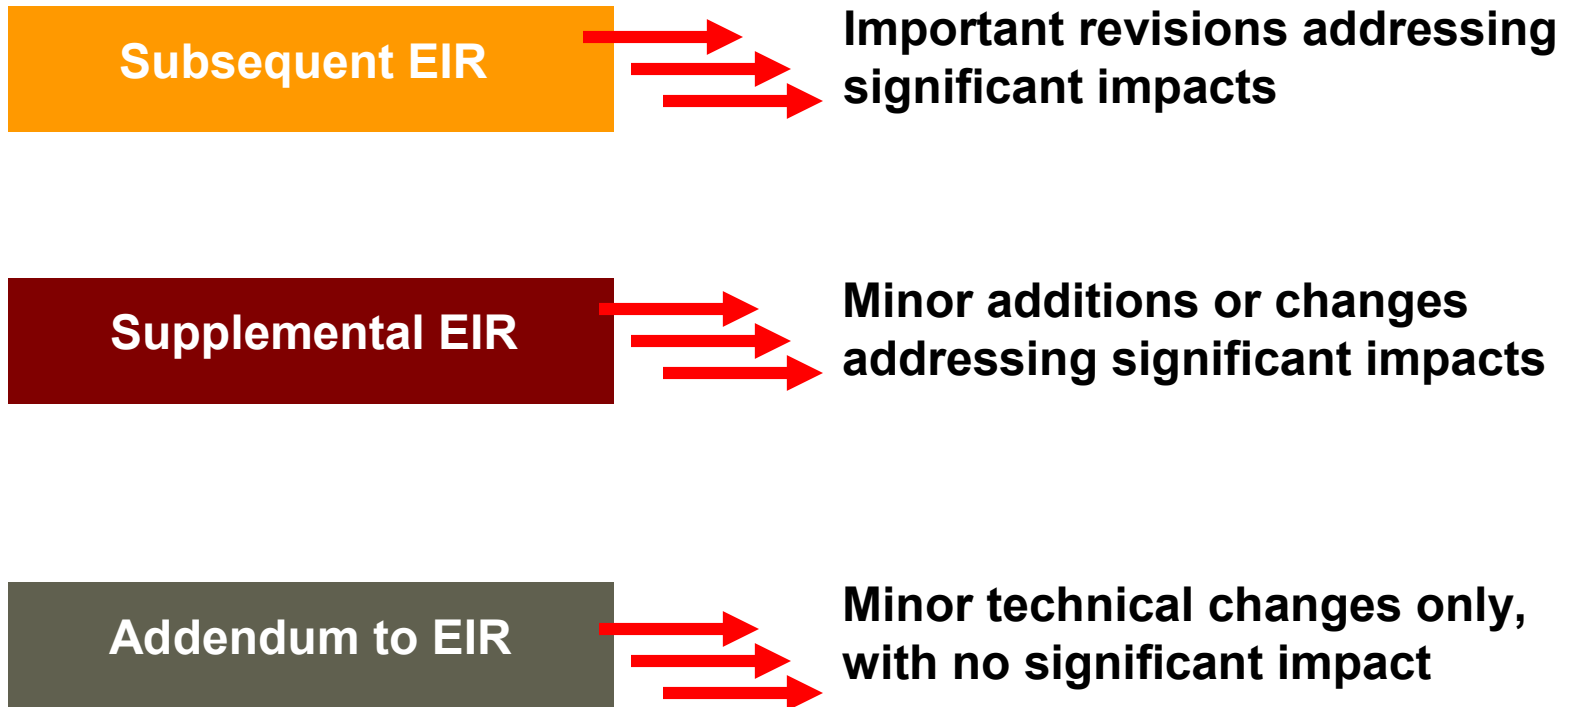 Subsequent EIR
Important revisions addressing
significant impacts
Supplemental EIR
Minor additions or changes
addressing significant impacts
Addendum to EIR
Minor technical changes only,
with no significant impact